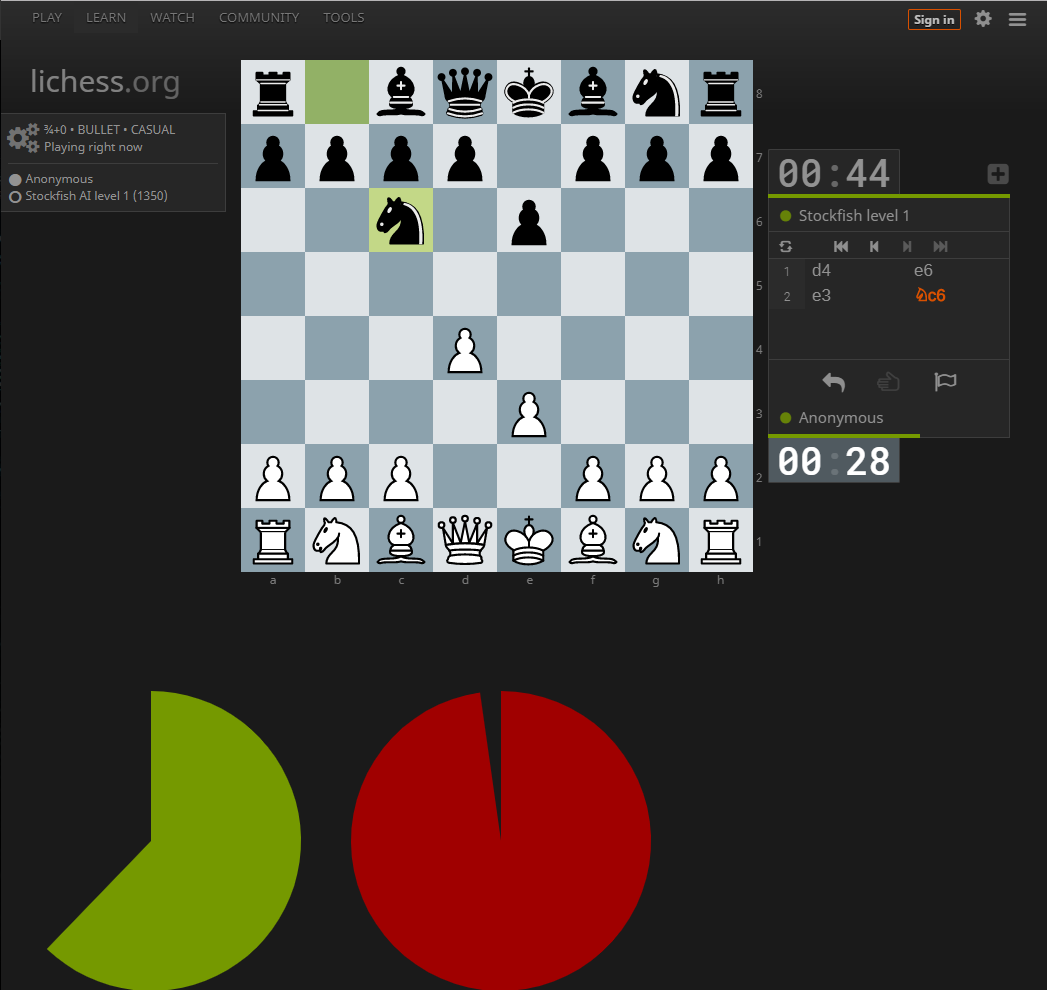 PLAY LEARN WATCH COMMUNITY TOOLS Sign in
lichess.org
¾+0 • BULLET • CASUAL
Playing right now
Anonymous
Stockfish AI level 1 (1350)
8
7
6
5
4
3
2
1
a b c d e f g h
00:44
Stockfish level 1
1 d4 e6
2 e3 ♘c6
Anonymous
00:28